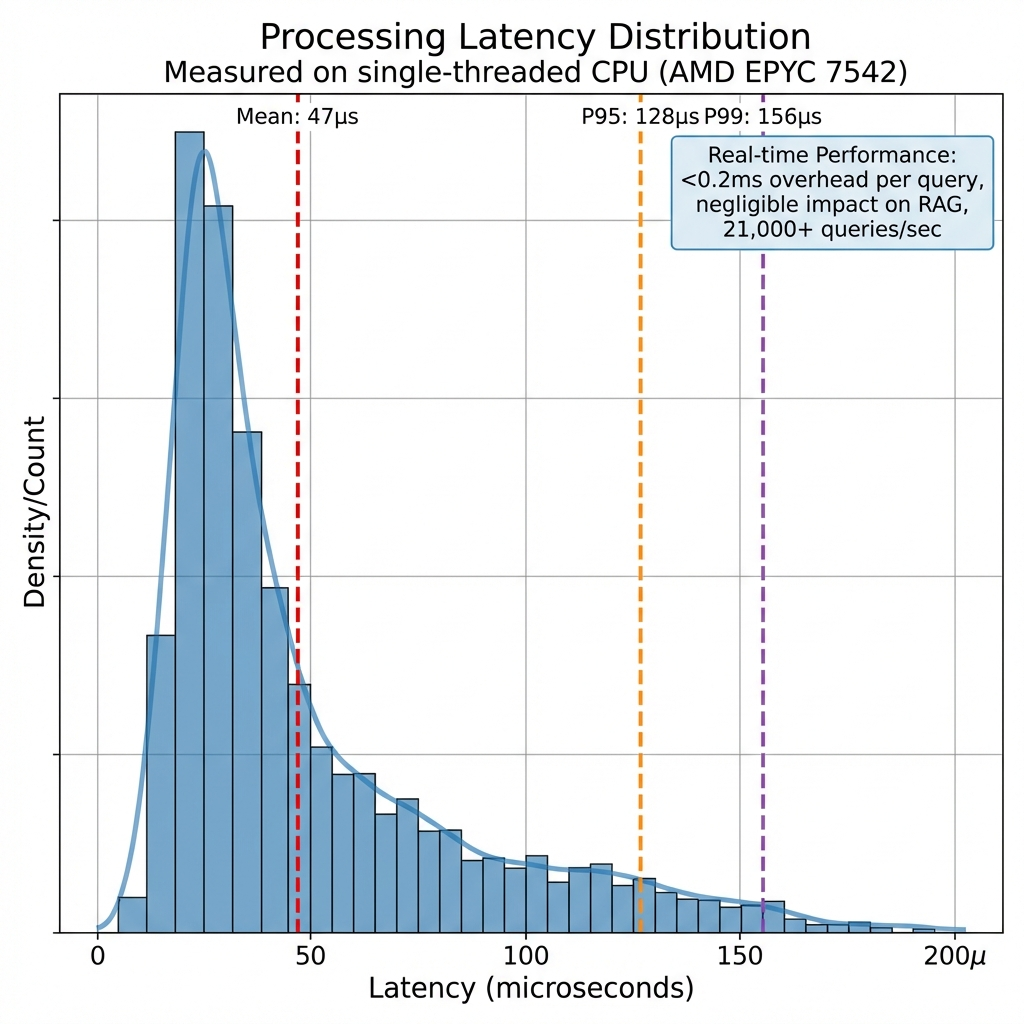 Processing Latency Distribution
Measured on single-threaded CPU (AMD EPYC 7542)
Mean: 47μs
P95: 128μs
P99: 156μs
Real-time Performance:
<0.2ms overhead per query,
negligible impact on RAG,
21,000+ queries/sec
Density/Count
0
50
100
150
200μ
Latency (microseconds)